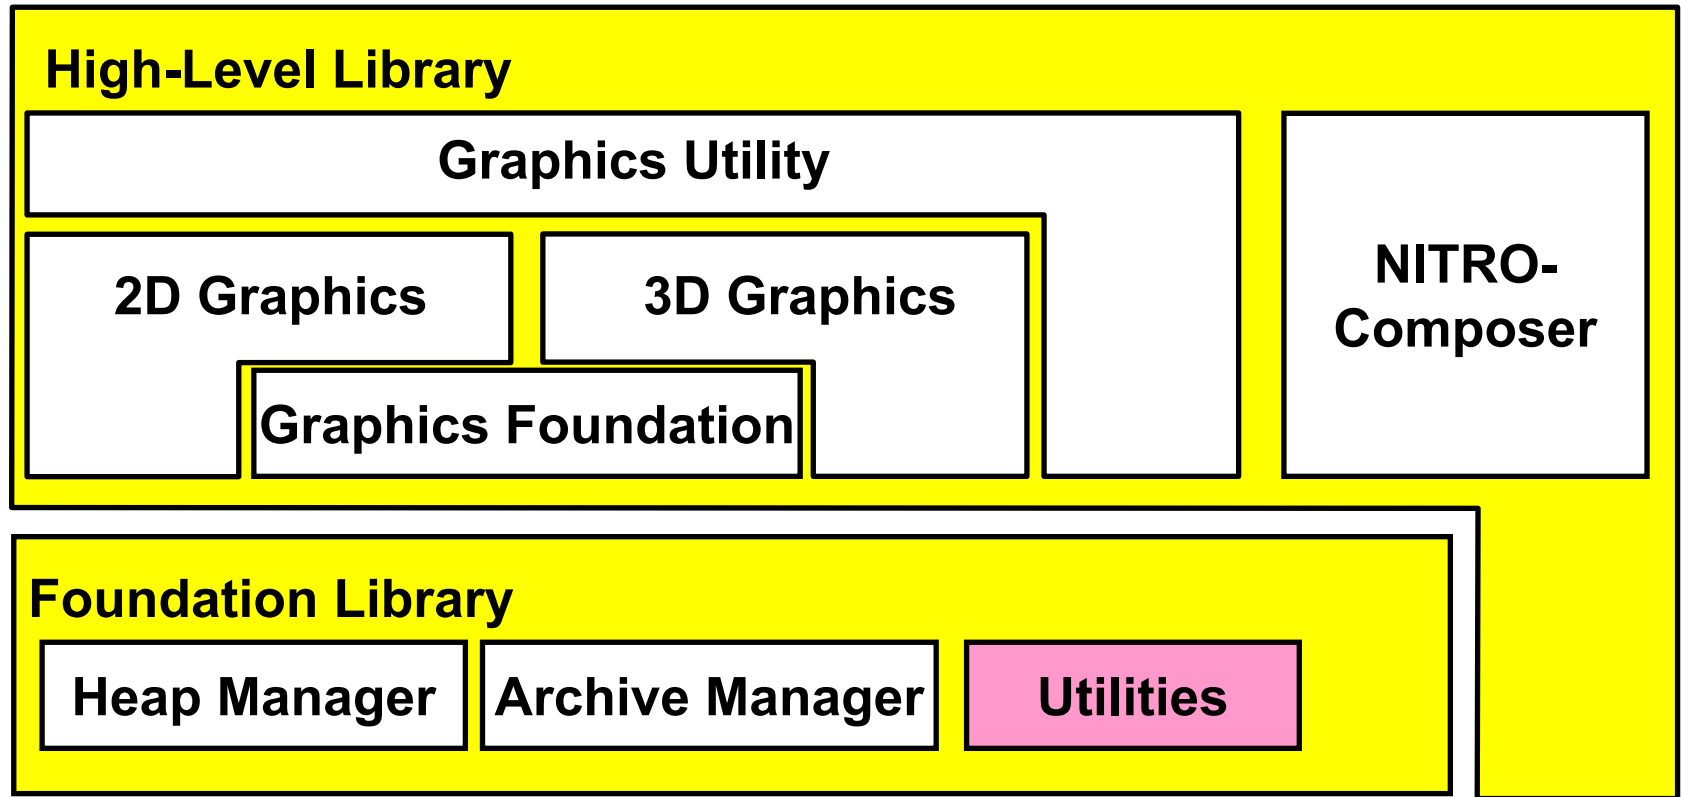 High-Level Library
Graphics Utility
2D Graphics
3D Graphics
Graphics Foundation
NITRO-
Composer
Foundation Library
Heap Manager
Archive Manager
Utilities